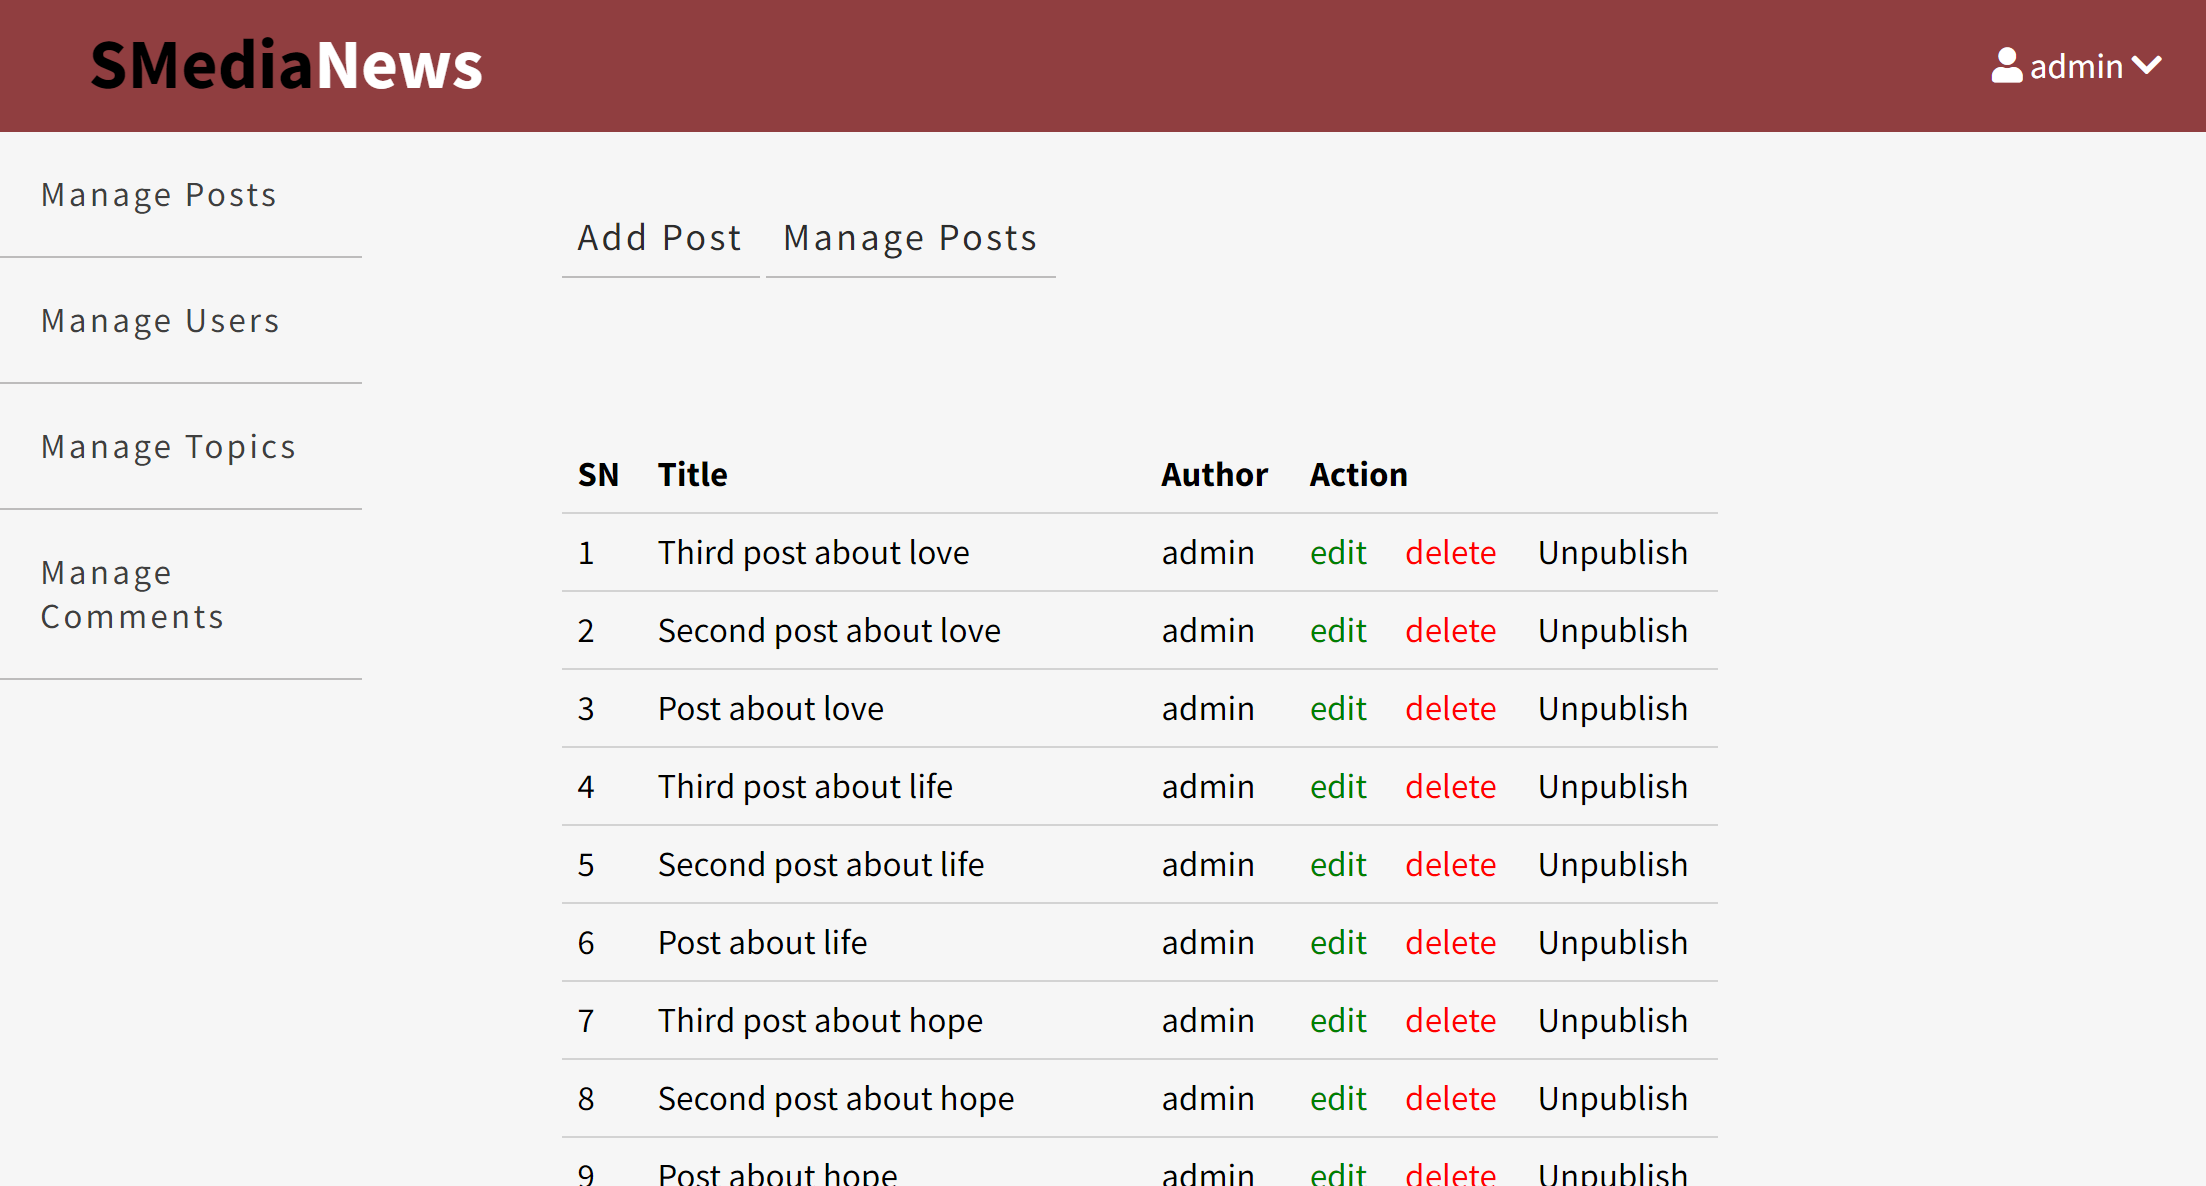 SMediaNews
admin
Manage Posts
Manage Users
Manage Topics
Manage
Comments
Add Post Manage Posts
SN Title Author Action
1 Third post about love admin edit delete Unpublish
2 Second post about love admin edit delete Unpublish
3 Post about love admin edit delete Unpublish
4 Third post about life admin edit delete Unpublish
5 Second post about life admin edit delete Unpublish
6 Post about life admin edit delete Unpublish
7 Third post about hope admin edit delete Unpublish
8 Second post about hope admin edit delete Unpublish
9 Post about hope admin edit delete Unpublish